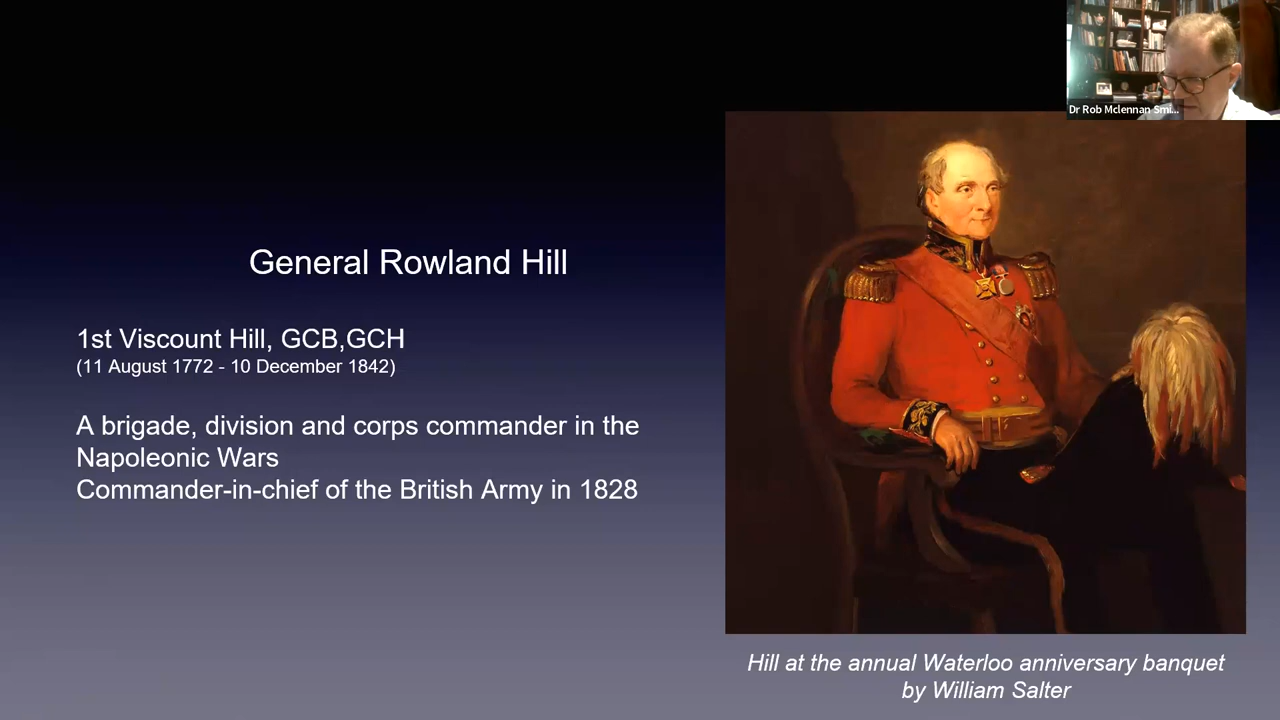 Dr Rob Mclennan Smi...
General Rowland Hill
1st Viscount Hill, GCB,GCH
(11 August 1772 - 10 December 1842)
A brigade, division and corps commander in the
Napoleonic Wars
Commander-in-chief of the British Army in 1828
Hill at the annual Waterloo anniversary banquet
by William Salter